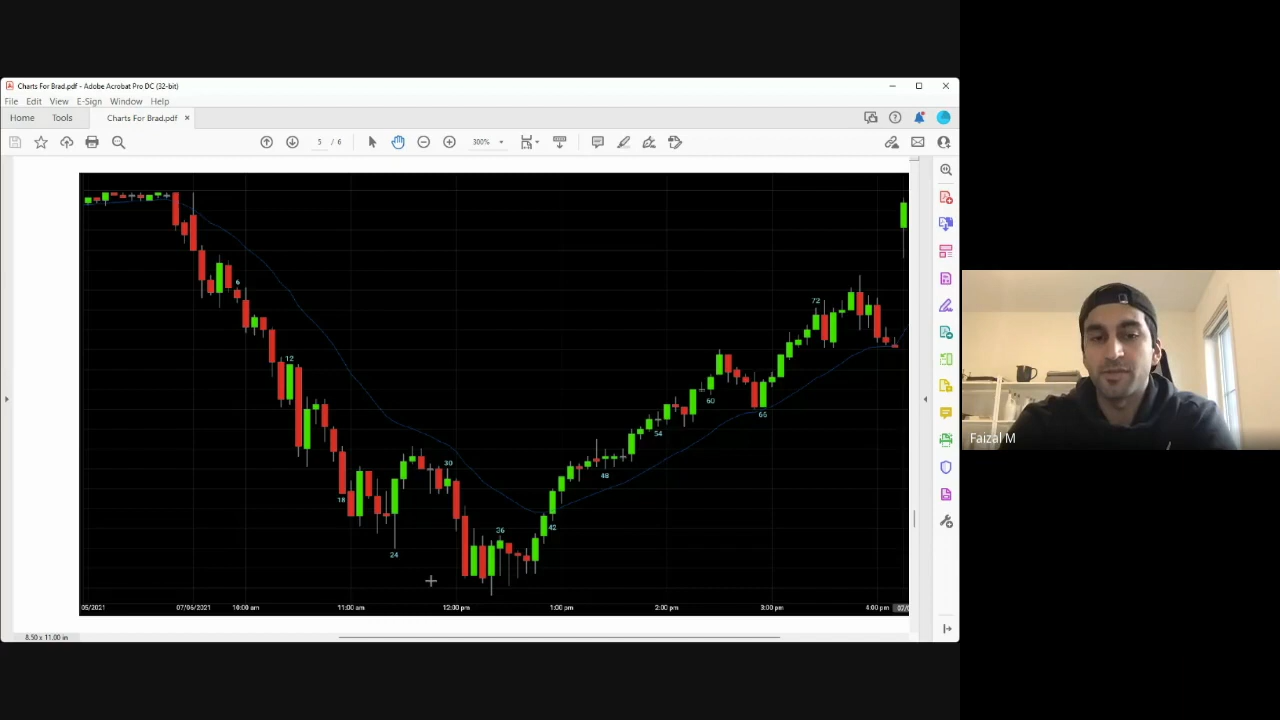 Charts For Brad.pdf - Adobe Acrobat Pro DC (32-bit)
File Edit View E-Sign Window Help
Home Tools Charts For Brad.pdf
5 / 6 300%
6
12
72
60
66
54
30
48
18
36
42
24
05/2021 07/06/2021 10:00 am 11:00 am 12:00 pm 1:00 pm 2:00 pm 3:00 pm 4:00 pm
8.50 x 11.00 in
Faizal M